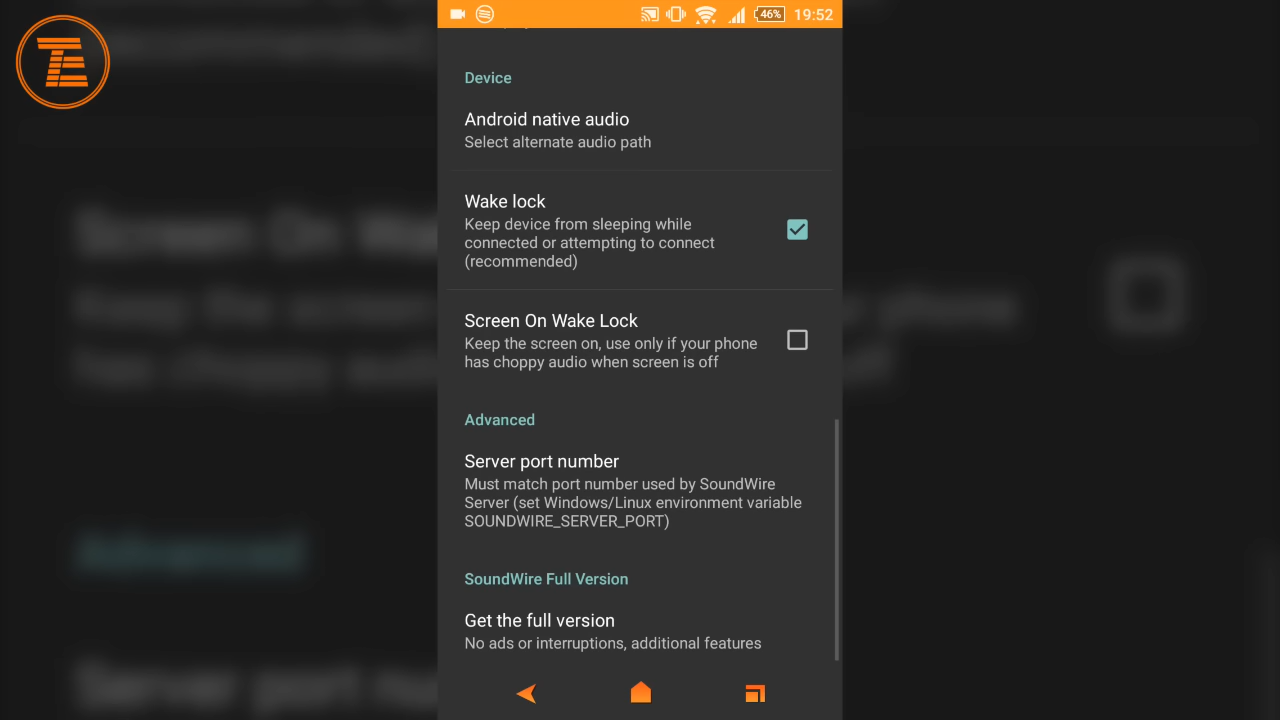 46%
19:52
Device
Android native audio
Select alternate audio path
Wake lock
Keep device from sleeping while
connected or attempting to connect
(recommended)
Screen On Wake Lock
Keep the screen on, use only if your phone
has choppy audio when screen is off
Advanced
Server port number
Must match port number used by SoundWire
Server (set Windows/Linux environment variable
SOUNDWIRE_SERVER_PORT)
SoundWire Full Version
Get the full version
No ads or interruptions, additional features